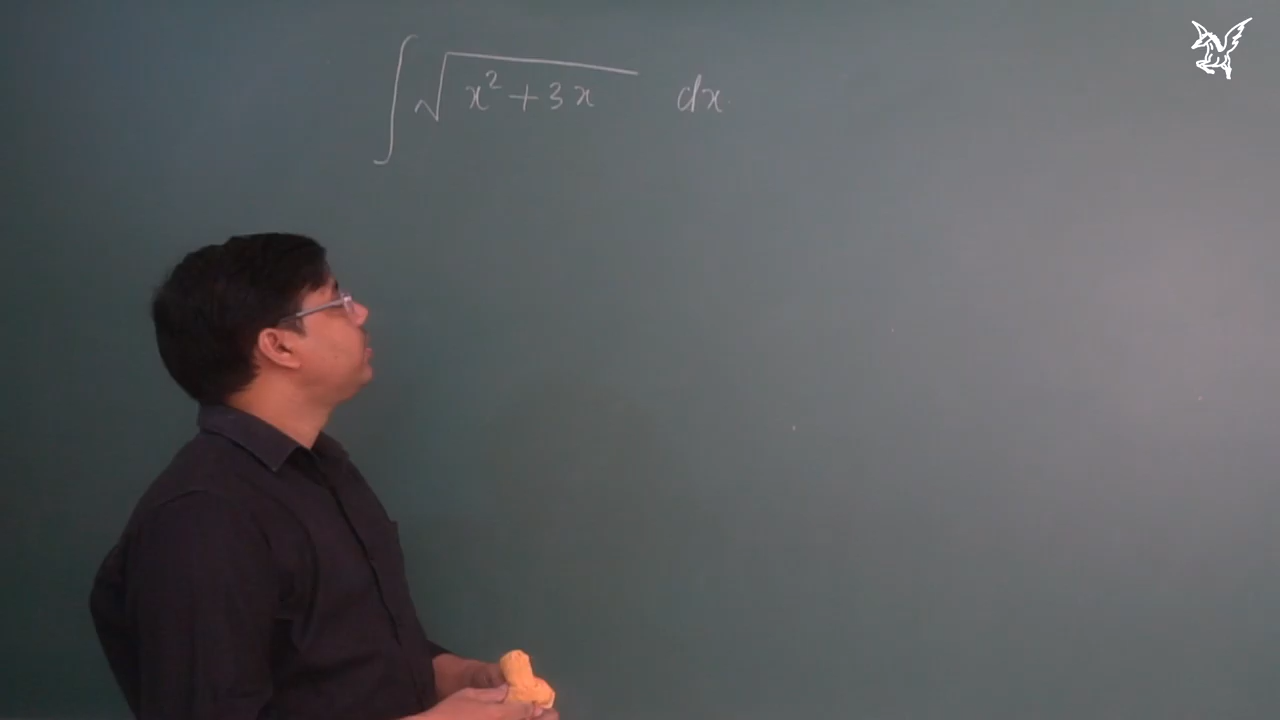 ∫ √(x² + 3x) dx